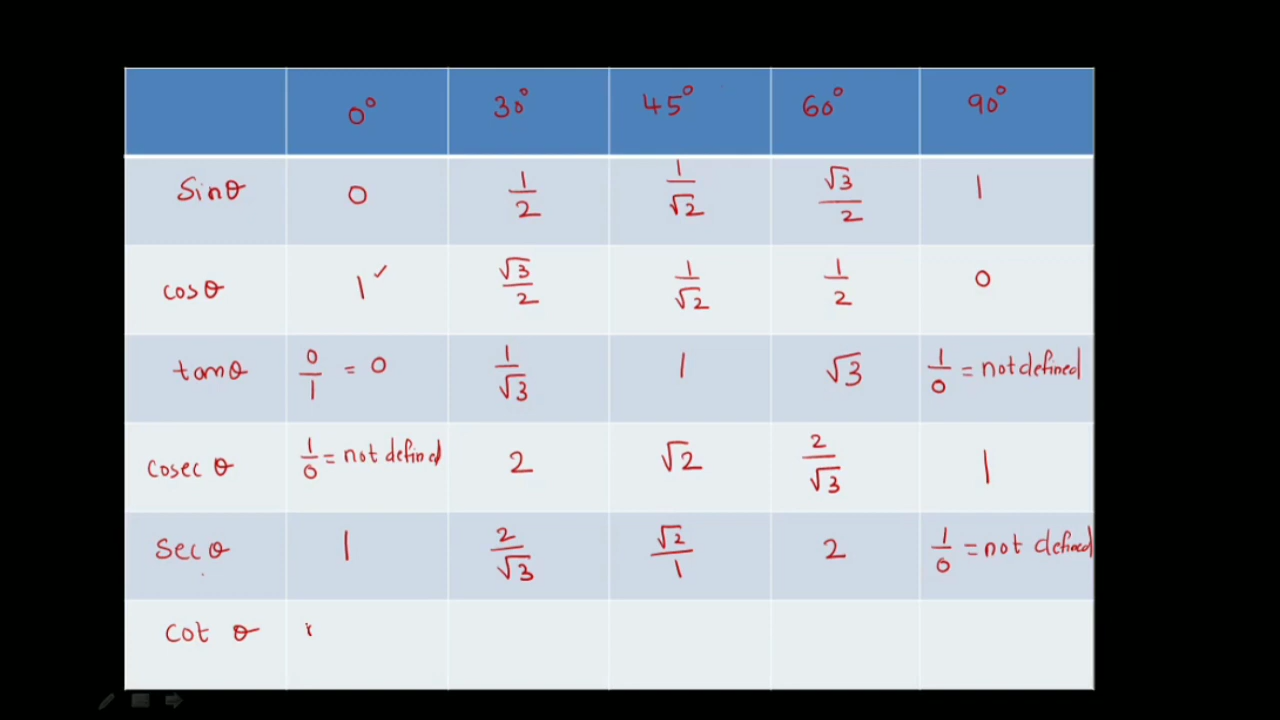 0° 30° 45° 60° 90°
Sinθ 0 1/2 1/√2 √3/2 1
cosθ 1 ✓ √3/2 1/√2 1/2 0
tanθ 0/1 = 0 1/√3 1 √3 1/0 = not defined
cosec θ 1/0 = not defined 2 √2 2/√3 1
Sec θ 1 2/√3 √2/1 2 1/0 = not defined
cot θ